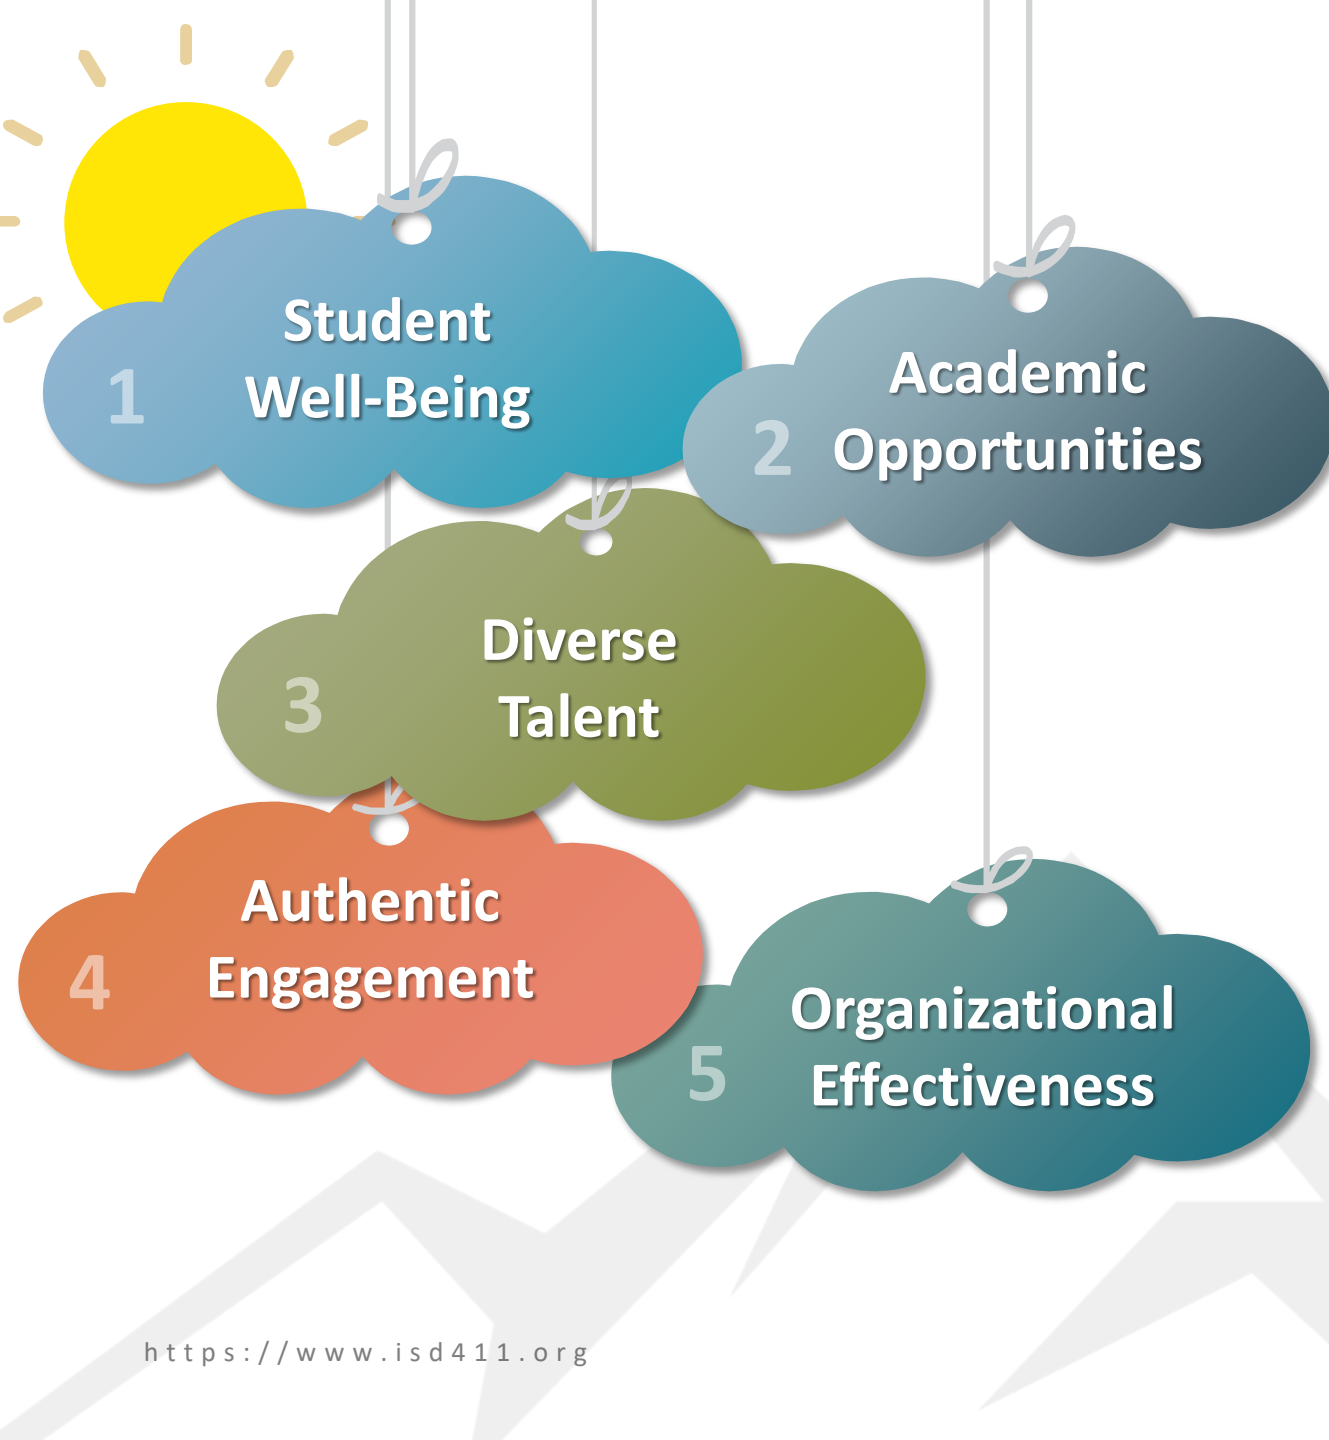 1
Student
Well-Being
2
Academic
Opportunities
3
Diverse
Talent
4
Authentic
Engagement
5
Organizational
Effectiveness
https://www.isd411.org